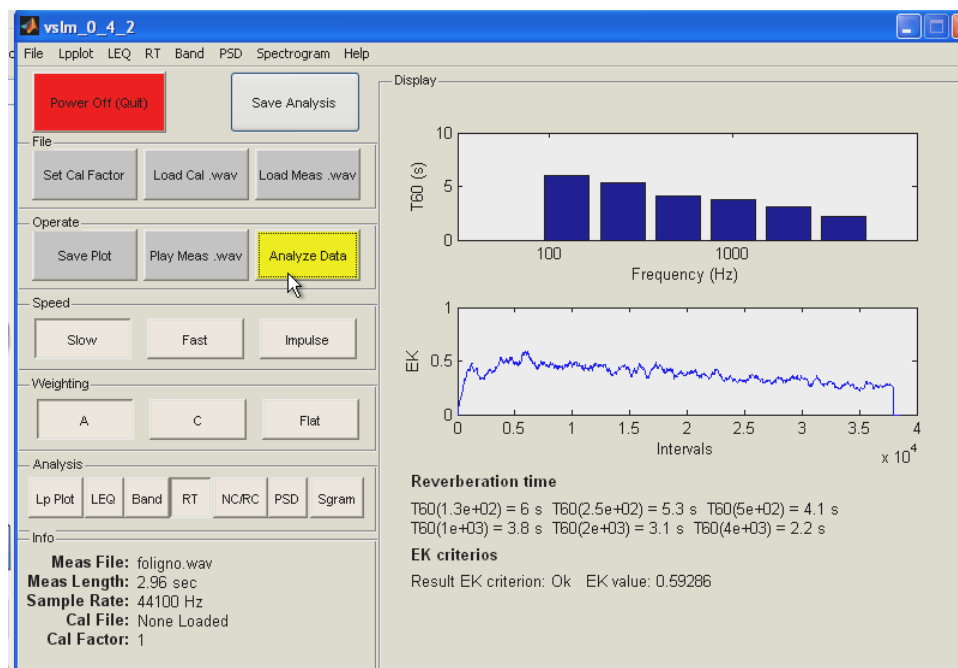 vslm_0_4_2
File Lpplot LEQ RT Band PSD Spectrogram Help
Power Off (Quit)
Save Analysis
File
Set Cal Factor
Load Cal .wav
Load Meas .wav
Operate
Save Plot
Play Meas .wav
Analyze Data
Speed
Slow
Fast
Impulse
Weighting
A
C
Flat
Analysis
Lp Plot
LEQ
Band
RT
NC/RC
PSD
Sgram
Info
Meas File: foligno.wav
Meas Length: 2.96 sec
Sample Rate: 44100 Hz
Cal File: None Loaded
Cal Factor: 1
Display
10
5
0
T60 (s)
100 1000
Frequency (Hz)
1
0.5
0
EK
0 0.5 1 1.5 2 2.5 3 3.5 4
Intervals
x 10^4
Reverberation time
T60(1.3e+02) = 6 s T60(2.5e+02) = 5.3 s T60(5e+02) = 4.1 s
T60(1e+03) = 3.8 s T60(2e+03) = 3.1 s T60(4e+03) = 2.2 s
EK criterios
Result EK criterion: Ok EK value: 0.59286